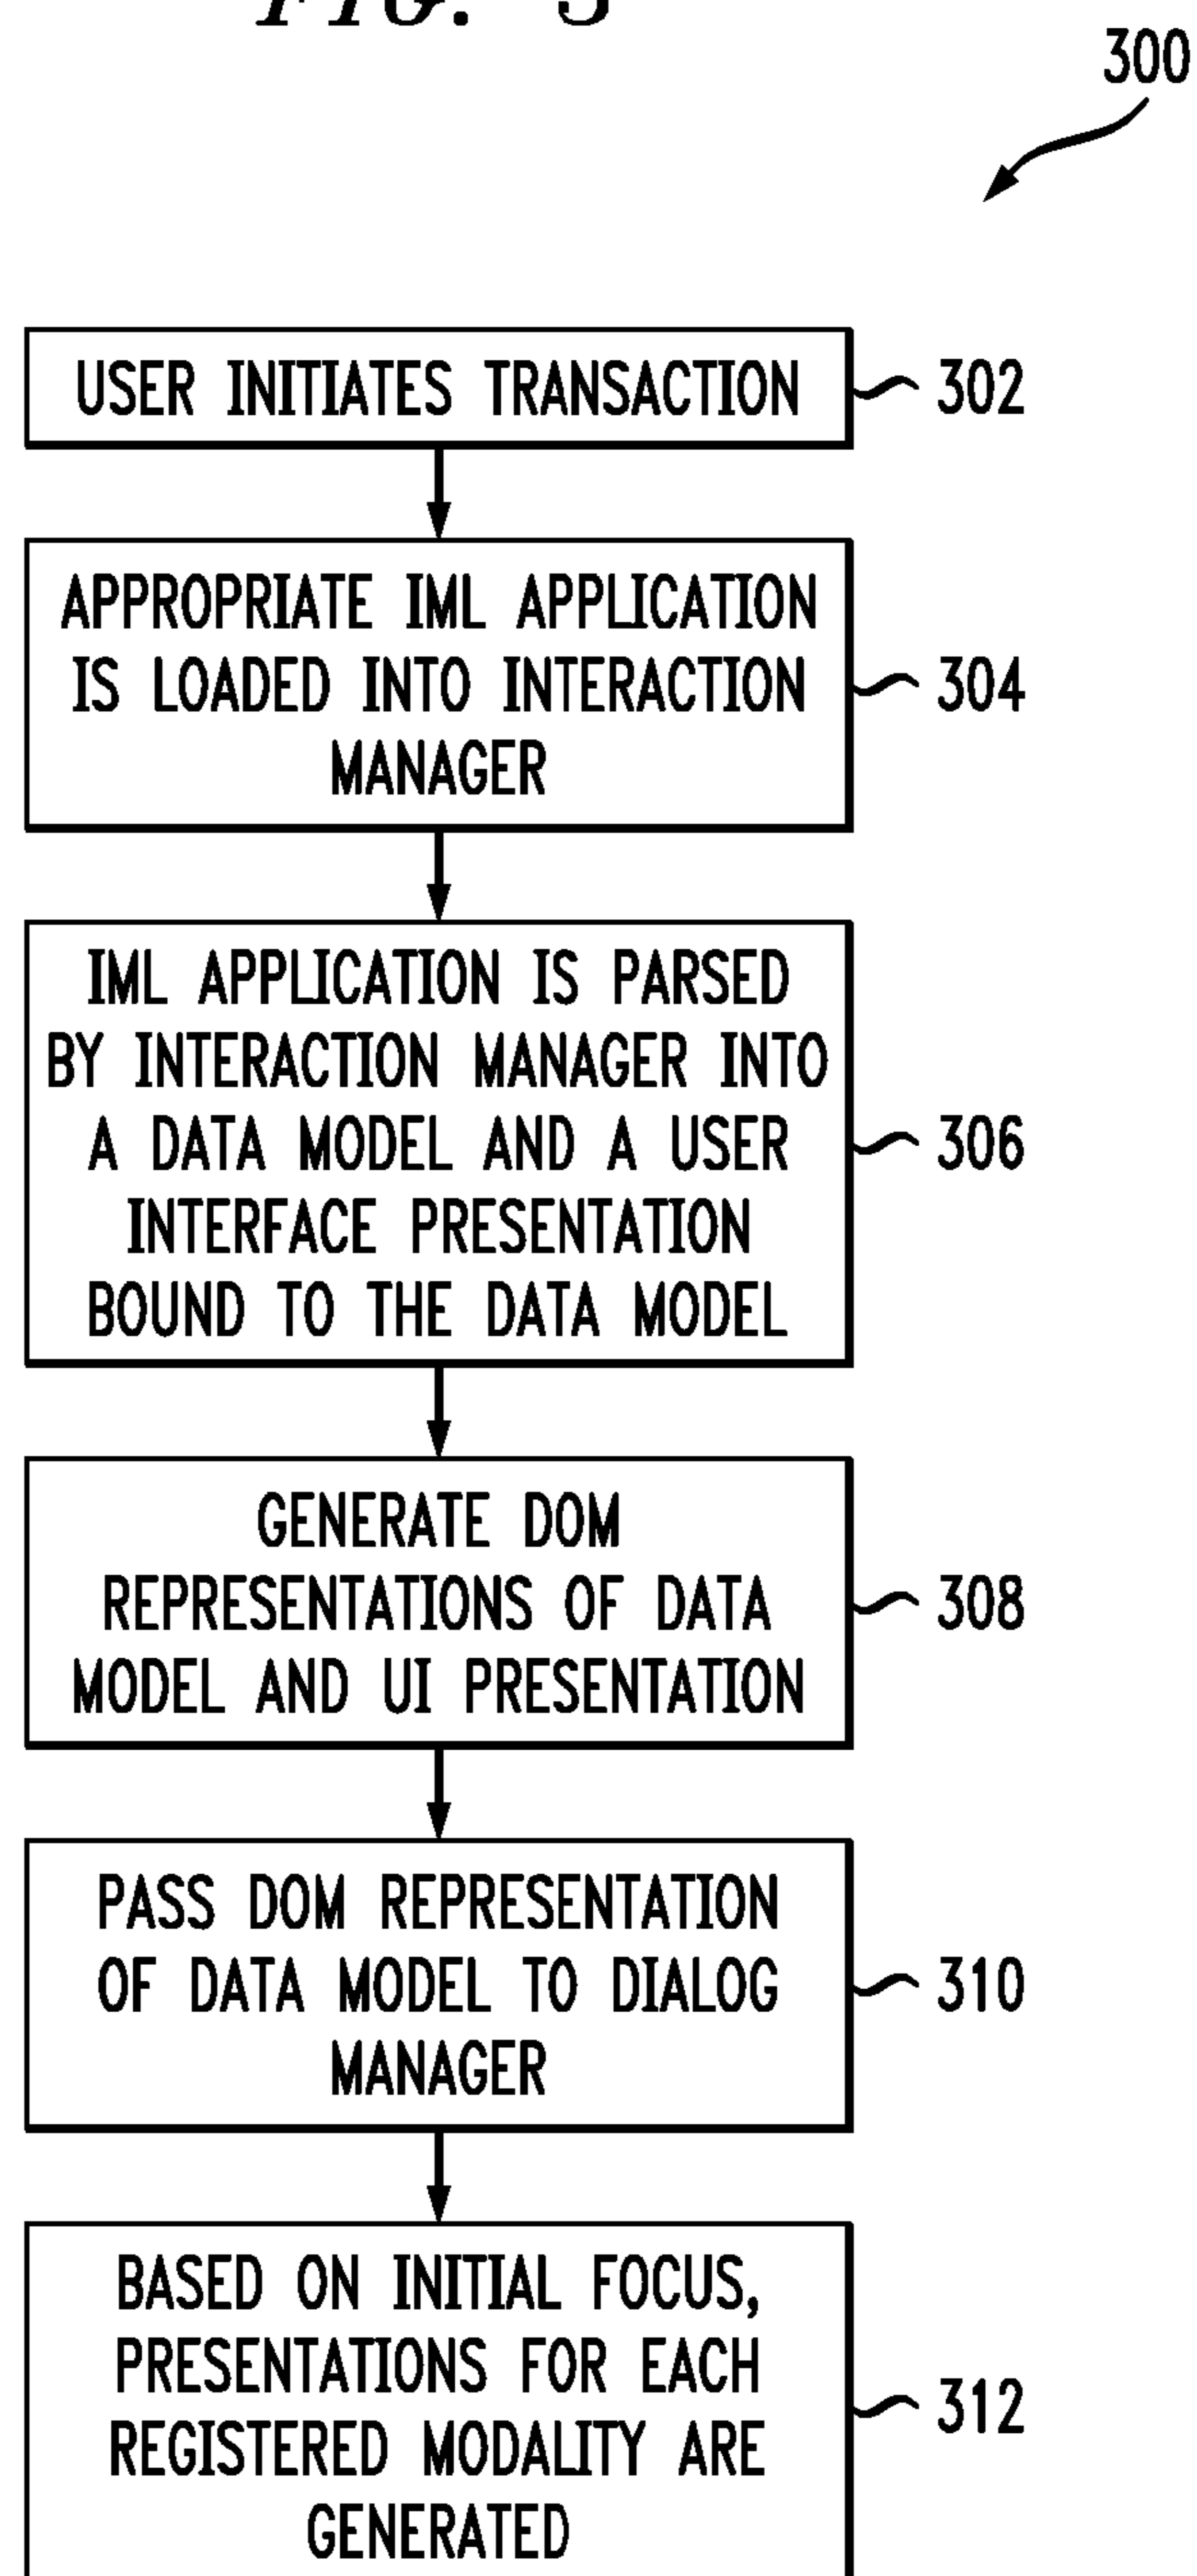 FIG. 3
300
USER INITIATES TRANSACTION
302
APPROPRIATE IML APPLICATION
IS LOADED INTO INTERACTION
MANAGER
304
IML APPLICATION IS PARSED
BY INTERACTION MANAGER INTO
A DATA MODEL AND A USER
INTERFACE PRESENTATION
BOUND TO THE DATA MODEL
306
GENERATE DOM
REPRESENTATIONS OF DATA
MODEL AND UI PRESENTATION
308
PASS DOM REPRESENTATION
OF DATA MODEL TO DIALOG
MANAGER
310
BASED ON INITIAL FOCUS,
PRESENTATIONS FOR EACH
REGISTERED MODALITY ARE
GENERATED
312